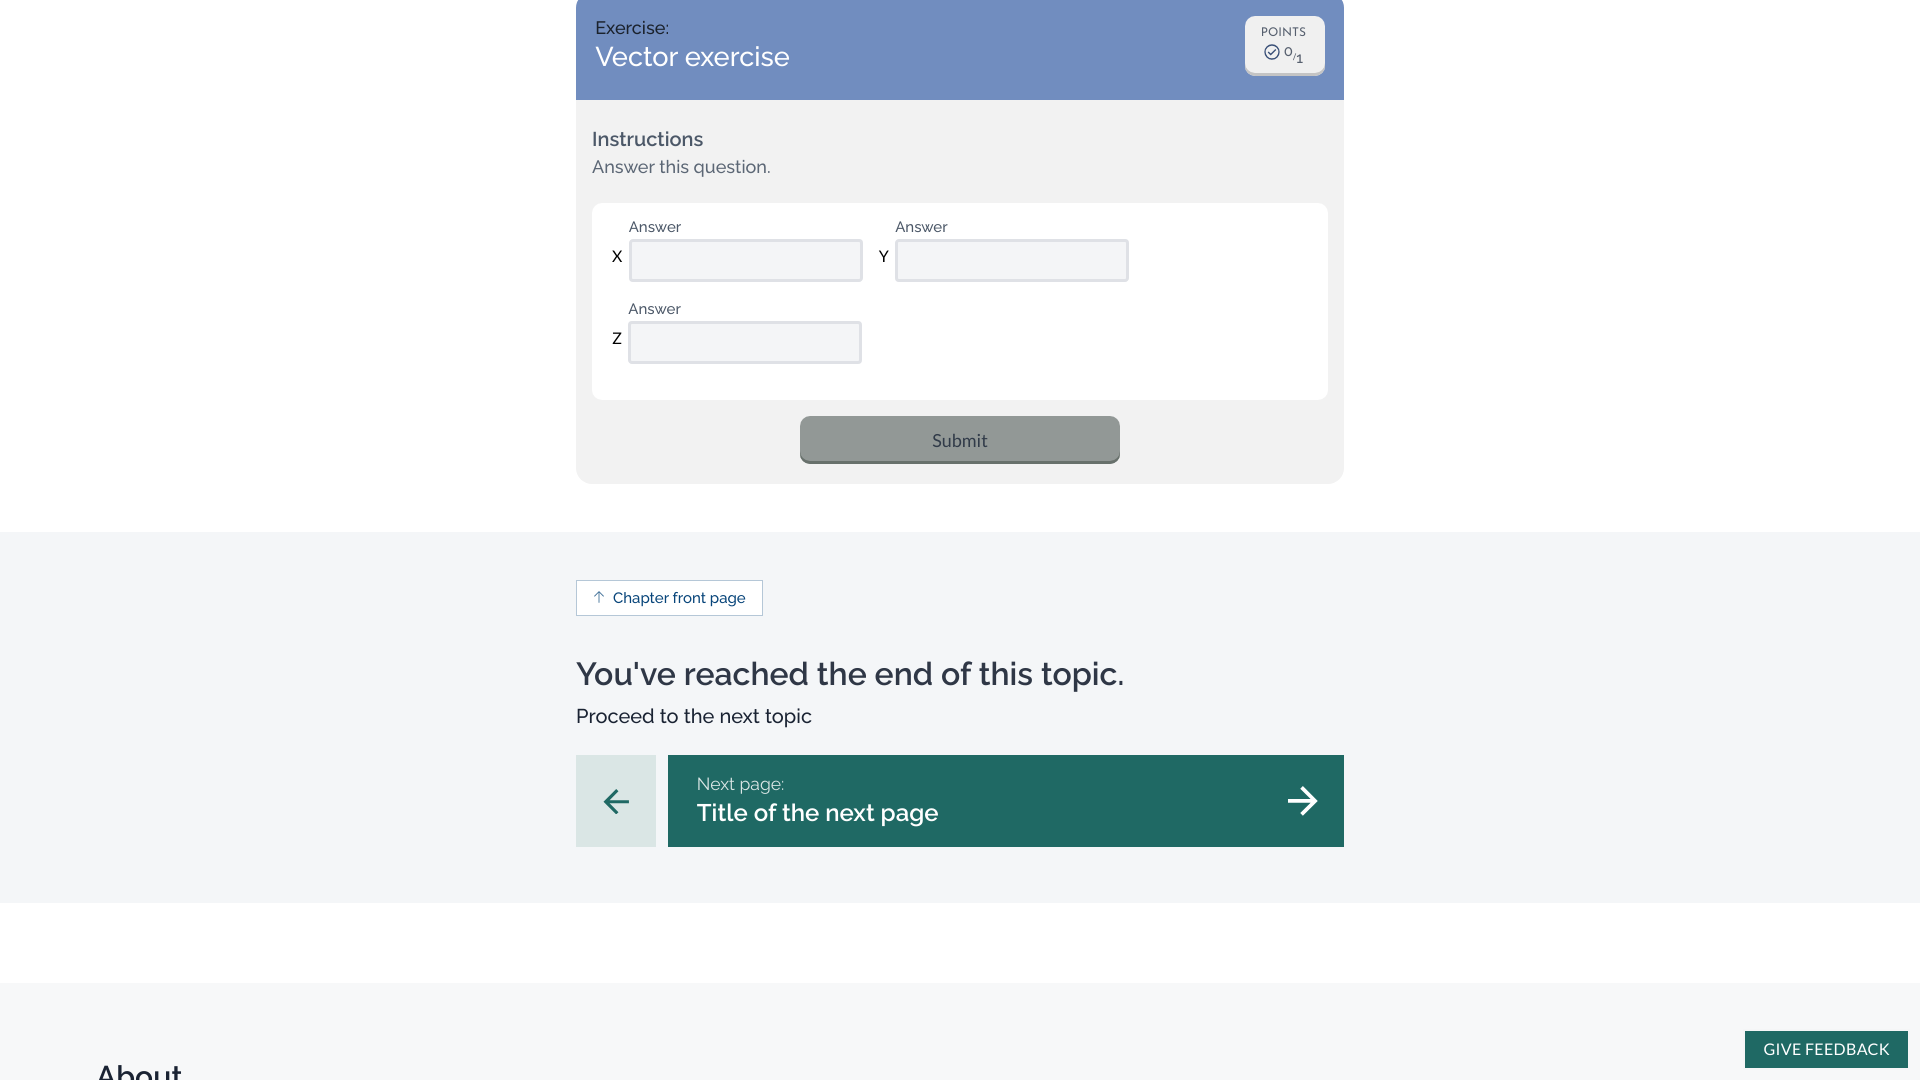 Exercise:
Vector exercise
POINTS
0/1
Instructions
Answer this question.
Answer
Answer
X
Y
Answer
Z
Submit
Chapter front page
You've reached the end of this topic.
Proceed to the next topic
Next page:
Title of the next page
GIVE FEEDBACK
About